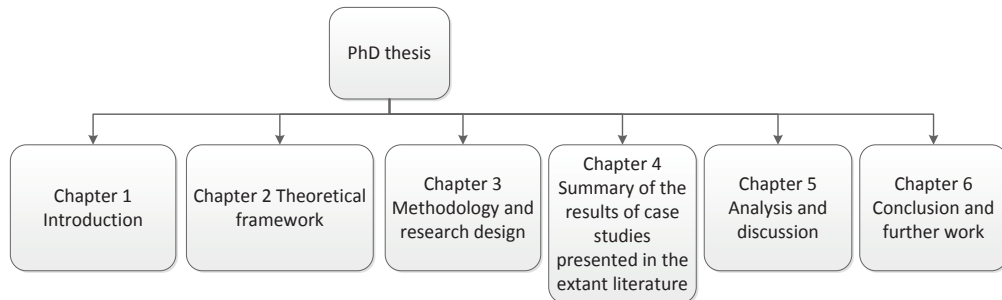 PhD thesis
Chapter 1
Introduction
Chapter 2 Theoretical
framework
Chapter 3
Methodology and
research design
Chapter 4
Summary of the
results of case
studies
presented in the
extant literature
Chapter 5
Analysis and
discussion
Chapter 6
Conclusion and
further work